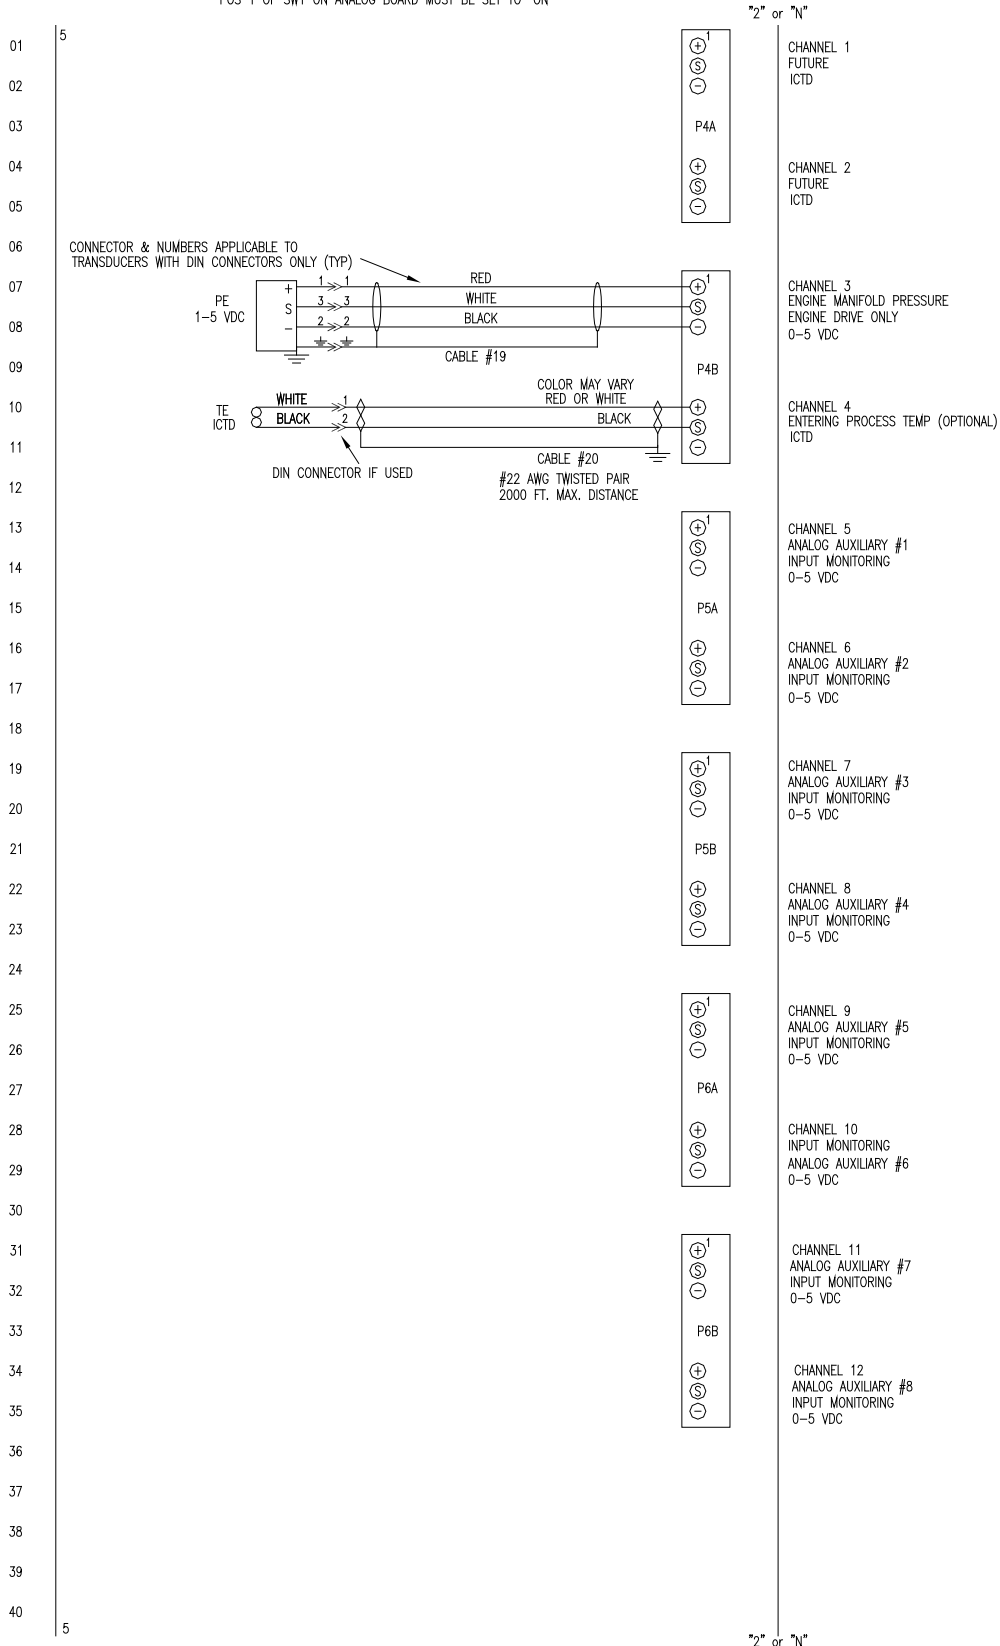 POS 1 OF SW1 ON ANALOG BOARD MUST BE SET TO "ON"
"2" or "N"
5
01
1
+
CHANNEL 1
S
FUTURE
02
−
ICTD
03
P4A
04
+
CHANNEL 2
S
FUTURE
05
−
ICTD
06
CONNECTOR & NUMBERS APPLICABLE TO
TRANSDUCERS WITH DIN CONNECTORS ONLY (TYP)
07
PE
1-5 VDC
+ 1 1 RED + 1
S 3 3 WHITE S
− 2 2 BLACK −
CHANNEL 3
ENGINE MANIFOLD PRESSURE
ENGINE DRIVE ONLY
0-5 VDC
08
CABLE #19
09
P4B
COLOR MAY VARY
RED OR WHITE
10
TE
ICTD
WHITE 1 +
BLACK 2 BLACK S
−
CHANNEL 4
ENTERING PROCESS TEMP (OPTIONAL)
ICTD
11
CABLE #20
DIN CONNECTOR IF USED
#22 AWG TWISTED PAIR
2000 FT. MAX. DISTANCE
12
13
1
+
CHANNEL 5
S
ANALOG AUXILIARY #1
14
−
INPUT MONITORING
0-5 VDC
15
P5A
16
+
CHANNEL 6
S
ANALOG AUXILIARY #2
17
−
INPUT MONITORING
0-5 VDC
18
19
1
+
CHANNEL 7
S
ANALOG AUXILIARY #3
20
−
INPUT MONITORING
0-5 VDC
21
P5B
22
+
CHANNEL 8
S
ANALOG AUXILIARY #4
23
−
INPUT MONITORING
0-5 VDC
24
25
1
+
CHANNEL 9
S
ANALOG AUXILIARY #5
26
−
INPUT MONITORING
0-5 VDC
27
P6A
28
+
CHANNEL 10
S
INPUT MONITORING
29
−
ANALOG AUXILIARY #6
0-5 VDC
30
31
1
+
CHANNEL 11
S
ANALOG AUXILIARY #7
32
−
INPUT MONITORING
0-5 VDC
33
P6B
34
+
CHANNEL 12
S
ANALOG AUXILIARY #8
35
−
INPUT MONITORING
0-5 VDC
36
37
38
39
40
5
"2" or "N"